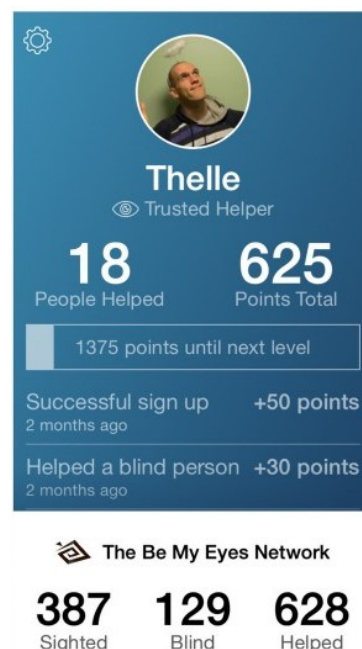 Thelle
Trusted Helper
18 625
People Helped Points Total
1375 points until next level
Successful sign up +50 points
2 months ago
Helped a blind person +30 points
2 months ago
The Be My Eyes Network
387 129 628
Sighted Blind Helped